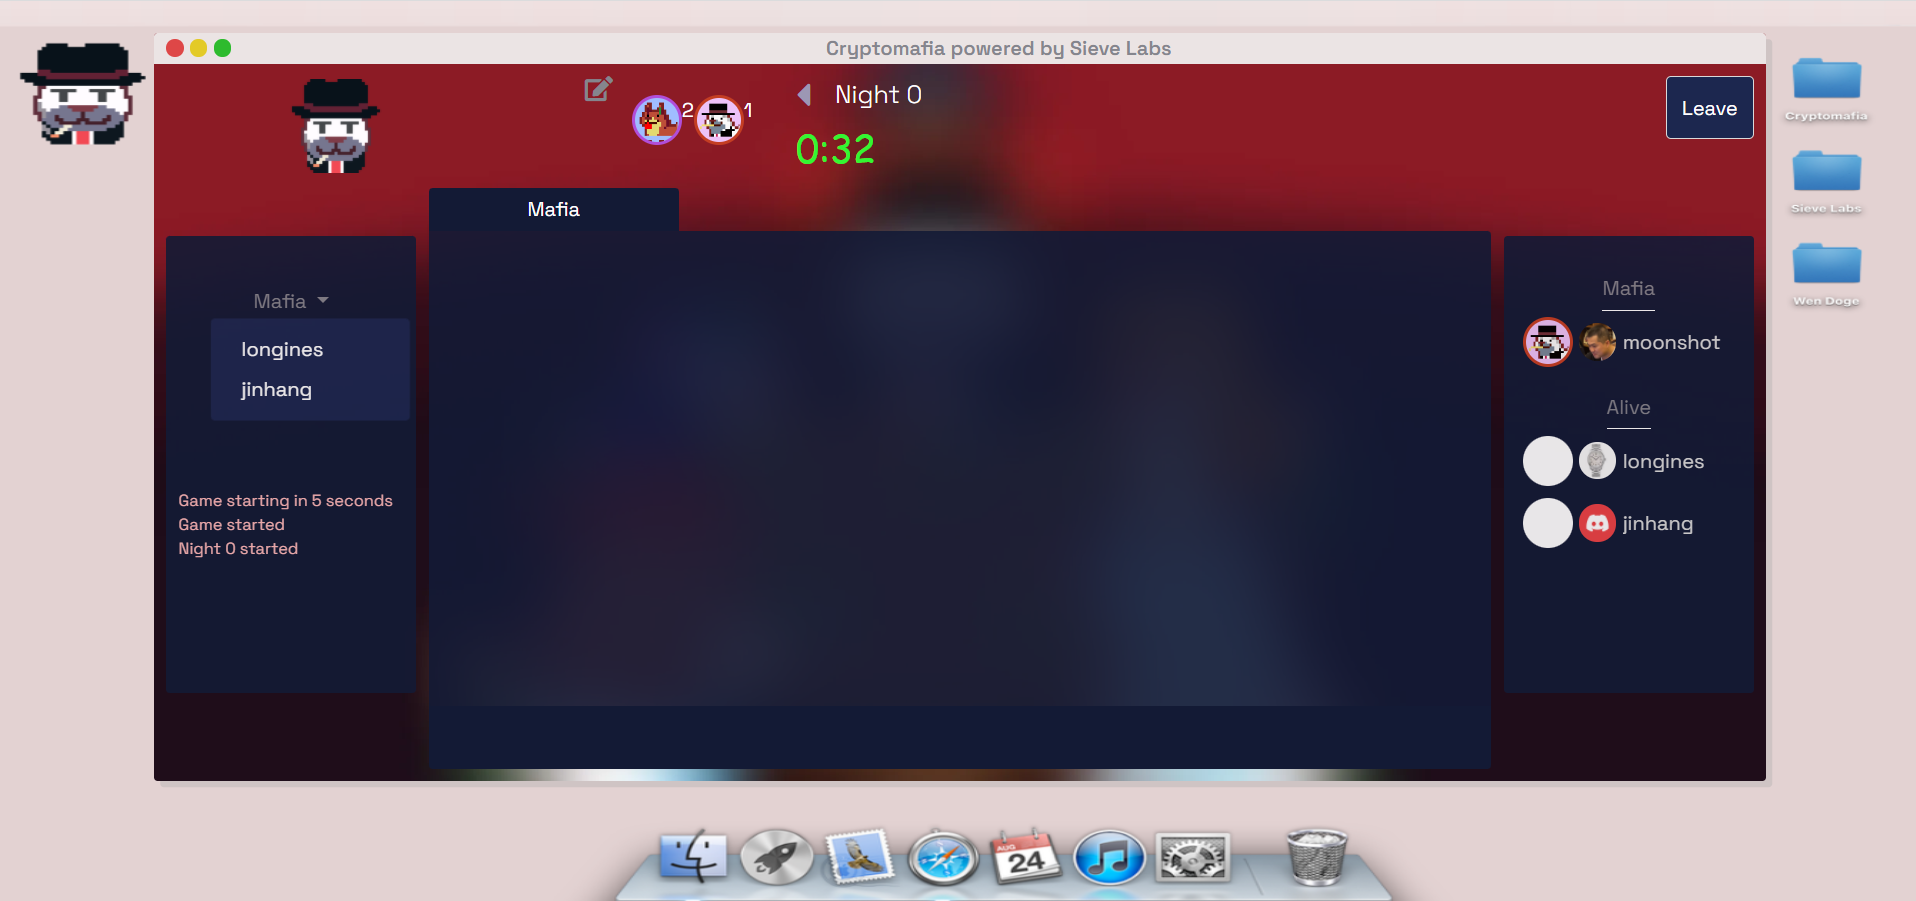 Cryptomafia powered by Sieve Labs
2 1
Night 0
0:32
Leave
Mafia
Mafia
longines
jinhang
Game starting in 5 seconds
Game started
Night 0 started
Mafia
moonshot
Alive
longines
jinhang
Cryptomafia
Sieve Labs
Wen Doge
AUG
24